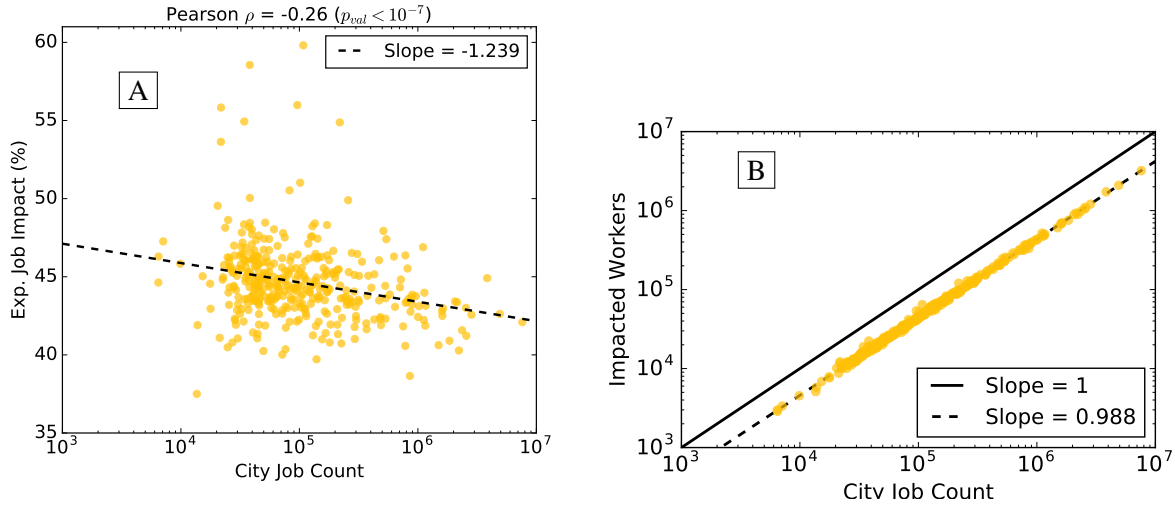 Pearson ρ = -0.26 (p_val < 10^-7)
A
Slope = -1.239
60
55
50
45
40
35
Exp. Job Impact (%)
10^3 10^4 10^5 10^6 10^7
City Job Count
B
10^7
10^6
10^5
10^4
10^3
Impacted Workers
Slope = 1
Slope = 0.988
10^3 10^4 10^5 10^6 10^7
City Job Count